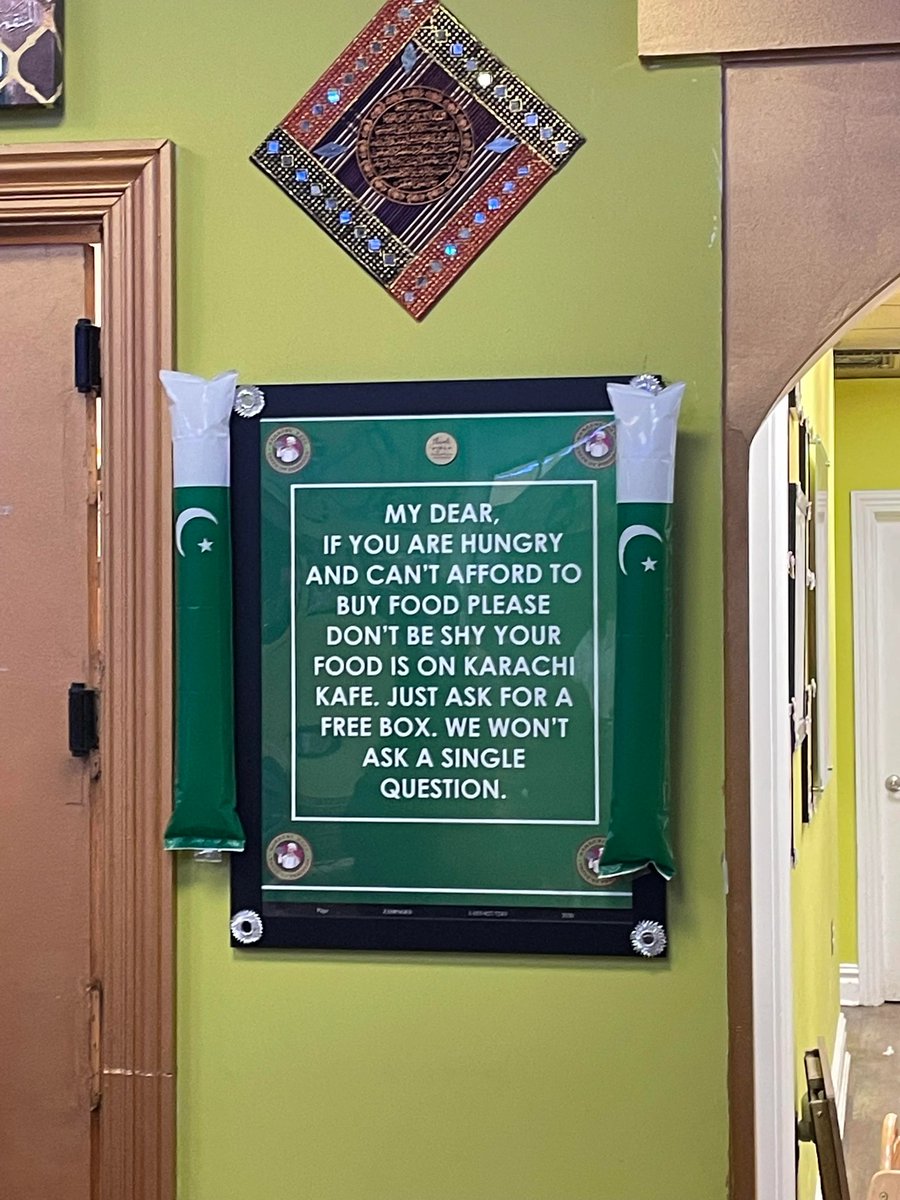 MY DEAR,
IF YOU ARE HUNGRY
AND CAN'T AFFORD TO
BUY FOOD PLEASE
DON'T BE SHY YOUR
FOOD IS ON KARACHI
KAFE. JUST ASK FOR A
FREE BOX. WE WON'T
ASK A SINGLE
QUESTION.